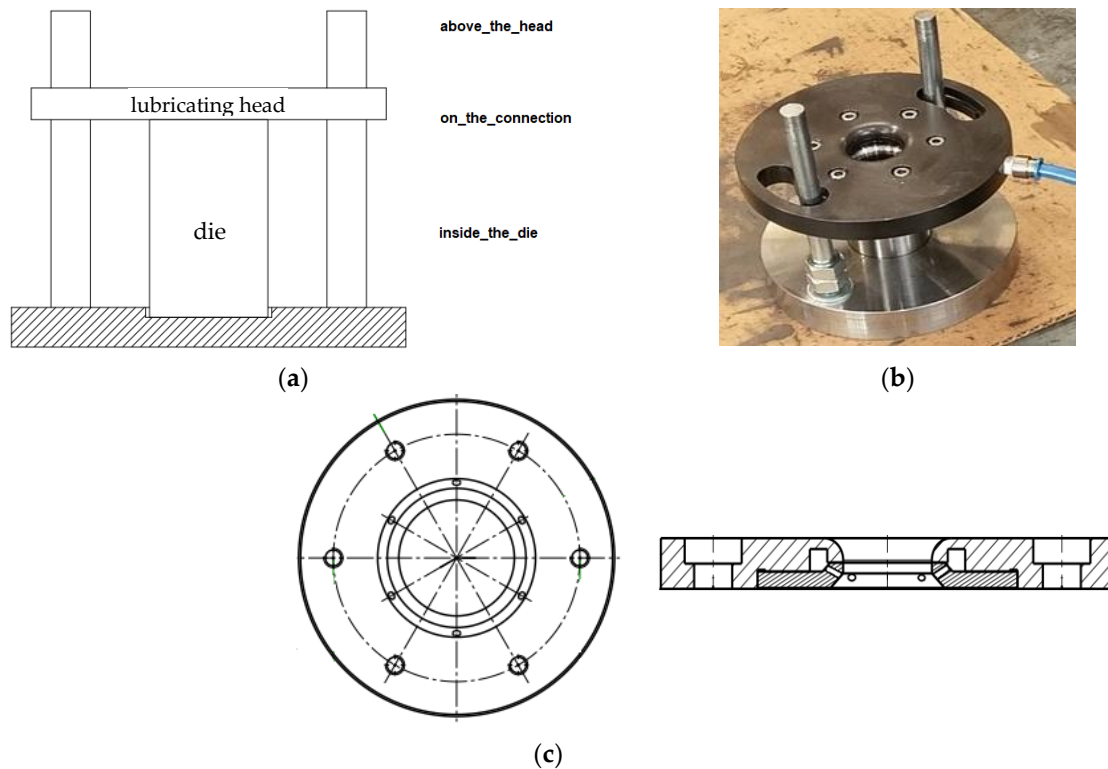 above_the_head
lubricating head
on_the_connection
die
inside_the_die
(a)
(b)
(c)